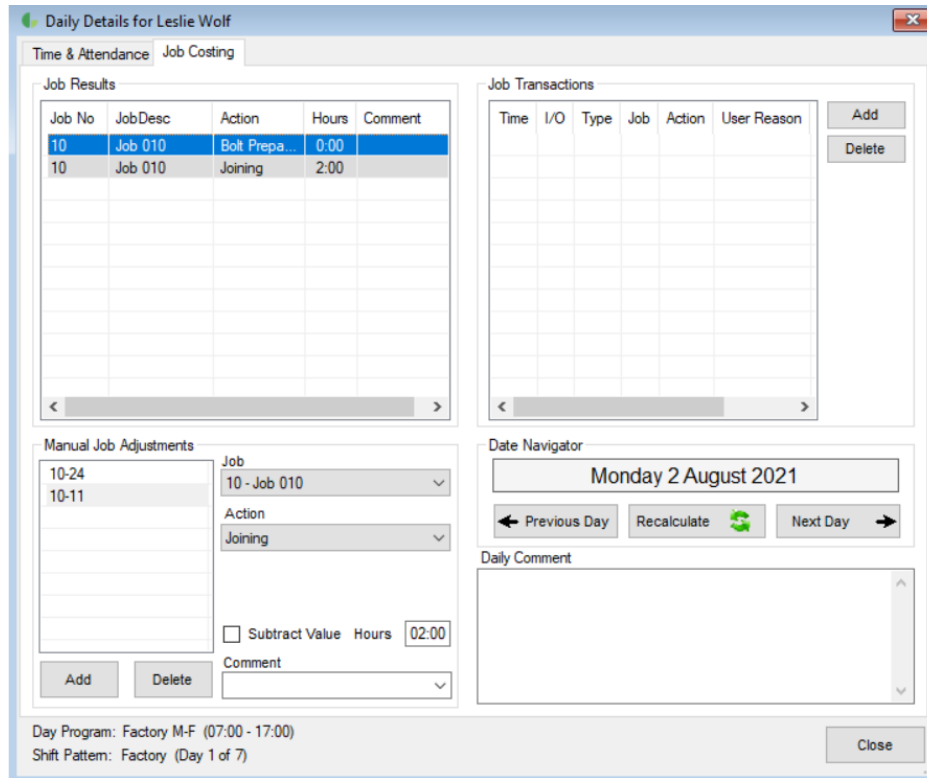 Daily Details for Leslie Wolf
Time & Attendance Job Costing
Job Results
Job No JobDesc Action Hours Comment
10 Job 010 Bolt Prepa... 0:00
10 Job 010 Joining 2:00
Job Transactions
Time I/O Type Job Action User Reason
Add
Delete
Manual Job Adjustments
10-24
10-11
Add Delete
Job
10 - Job 010
Action
Joining
Subtract Value Hours 02:00
Comment
Date Navigator
Monday 2 August 2021
Previous Day Recalculate Next Day
Daily Comment
Day Program: Factory M-F (07:00 - 17:00)
Shift Pattern: Factory (Day 1 of 7)
Close